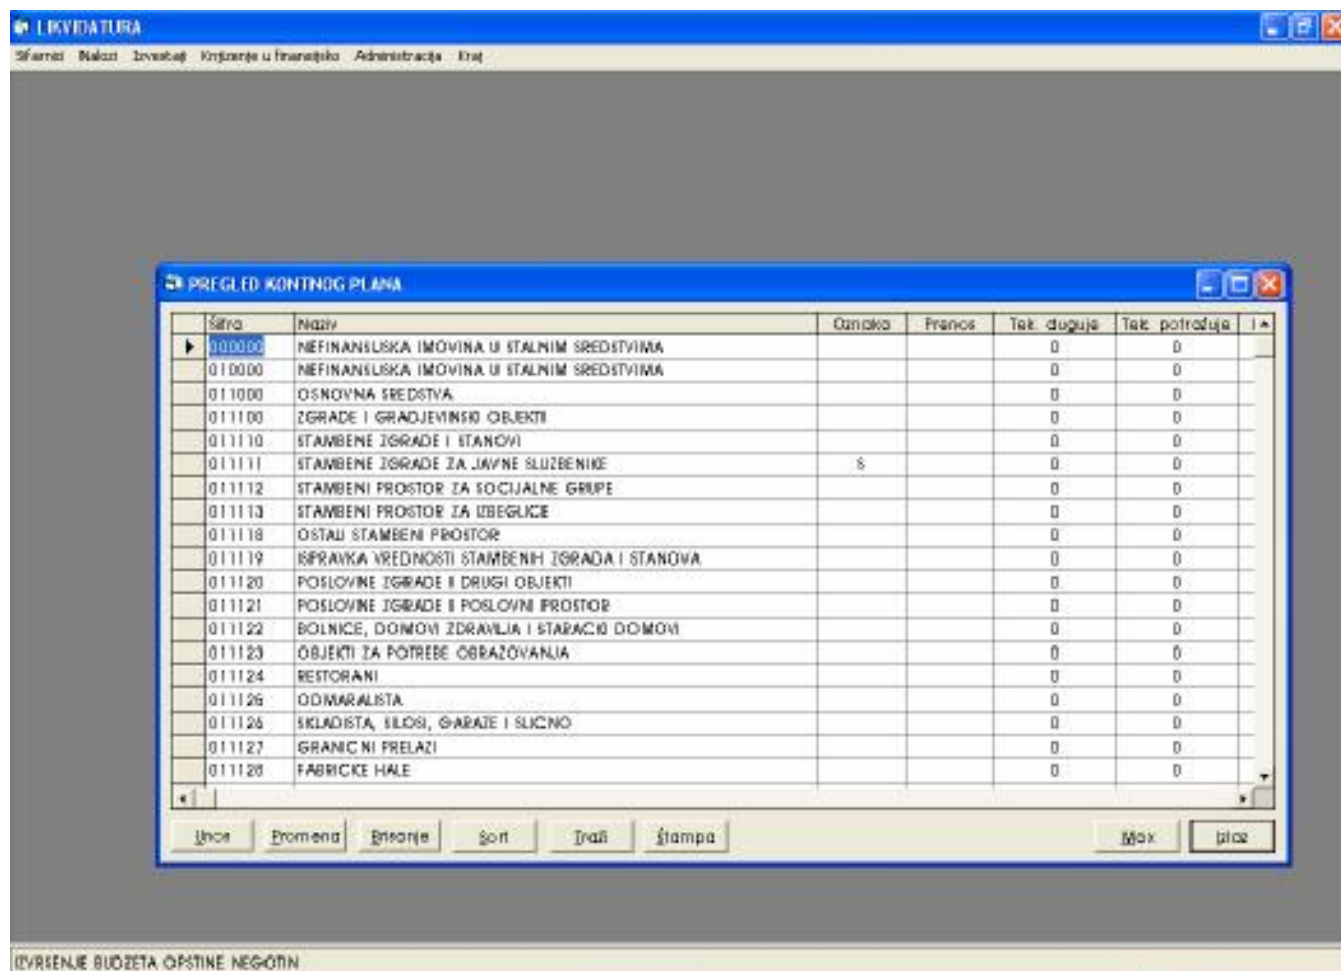 LIKVIDATURA
Sifarnici Nalozi Izvestaji Knjizenje u finansijsko Administracija Kraj
PREGLED KONTNOG PLANA
Šifra Naziv Oznaka Prenos Tek. duguje Tek. potražuje
000000 NEFINANSIJSKA IMOVINA U STALNIM SREDSTVIMA 0 0
010000 NEFINANSIJSKA IMOVINA U STALNIM SREDSTVIMA 0 0
011000 OSNOVNA SREDSTVA 0 0
011100 ZGRADE I GRADJEVINSKI OBJEKTI 0 0
011110 STAMBENE ZGRADE I STANOVI 0 0
011111 STAMBENE ZGRADE ZA JAVNE SLUZBENIKE S 0 0
011112 STAMBENI PROSTOR ZA SOCIJALNE GRUPE 0 0
011113 STAMBENI PROSTOR ZA IZBEGLICE 0 0
011118 OSTALI STAMBENI PROSTOR 0 0
011119 ISPRAVKA VREDNOSTI STAMBENIH ZGRADA I STANOVA 0 0
011120 POSLOVNE ZGRADE I DRUGI OBJEKTI 0 0
011121 POSLOVNE ZGRADE I POSLOVNI PROSTOR 0 0
011122 BOLNICE, DOMOVI ZDRAVLJA I STARACKI DOMOVI 0 0
011123 OBJEKTI ZA POTREBE OBRAZOVANJA 0 0
011124 RESTORANI 0 0
ODMARALISTA 0 0
011126 SKLADISTA, SILOSI, GARAZE I SLICNO 0 0
011127 GRANICNI PRELAZI 0 0
011128 FABRICKE HALE 0 0
Unos Promena Brisanje Sort Traži Štampa Max Izlaz
IZVRSENJE BUDZETA OPSTINE NEGOTIN